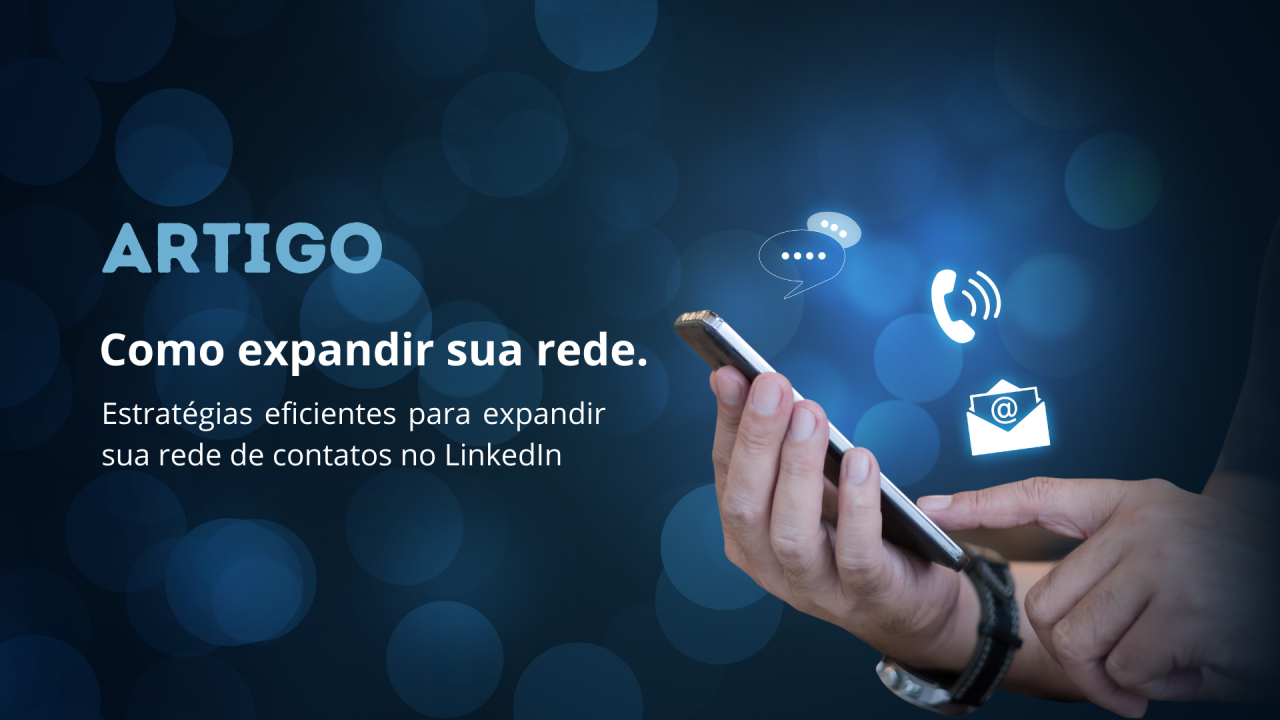 ARTIGO
Como expandir sua rede.
Estratégias eficientes para expandir
sua rede de contatos no LinkedIn
@